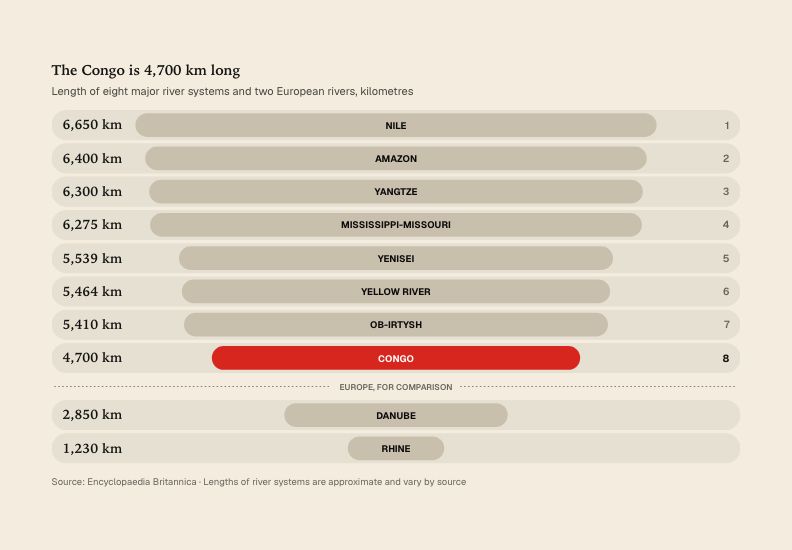 The Congo is 4,700 km long
Length of eight major river systems and two European rivers, kilometres
6,650 km NILE 1
6,400 km AMAZON 2
6,300 km YANGTZE 3
6,275 km MISSISSIPPI-MISSOURI 4
5,539 km YENISEI 5
5,464 km YELLOW RIVER 6
5,410 km OB-IRTYSH 7
4,700 km CONGO 8
EUROPE, FOR COMPARISON
2,850 km DANUBE
1,230 km RHINE
Source: Encyclopaedia Britannica · Lengths of river systems are approximate and vary by source